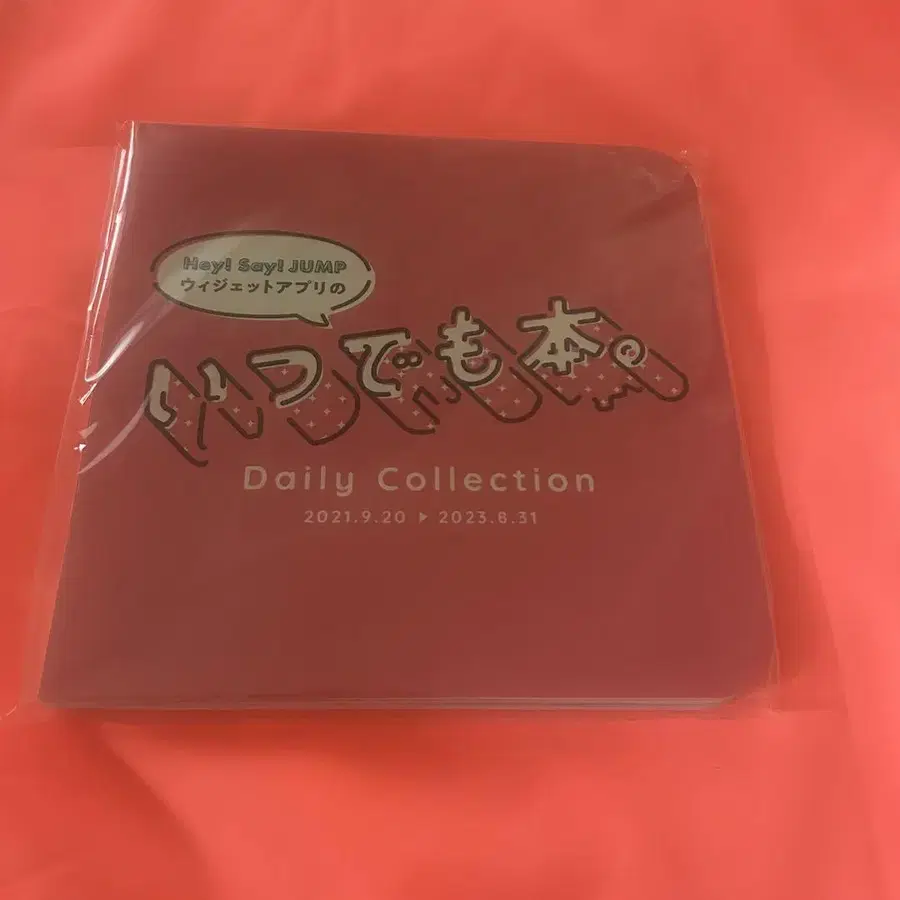 Hey! Say! JUMP
ウィジェットアプリの
いつでも本。
Daily Collection
2021.9.20 ▶ 2023.8.31